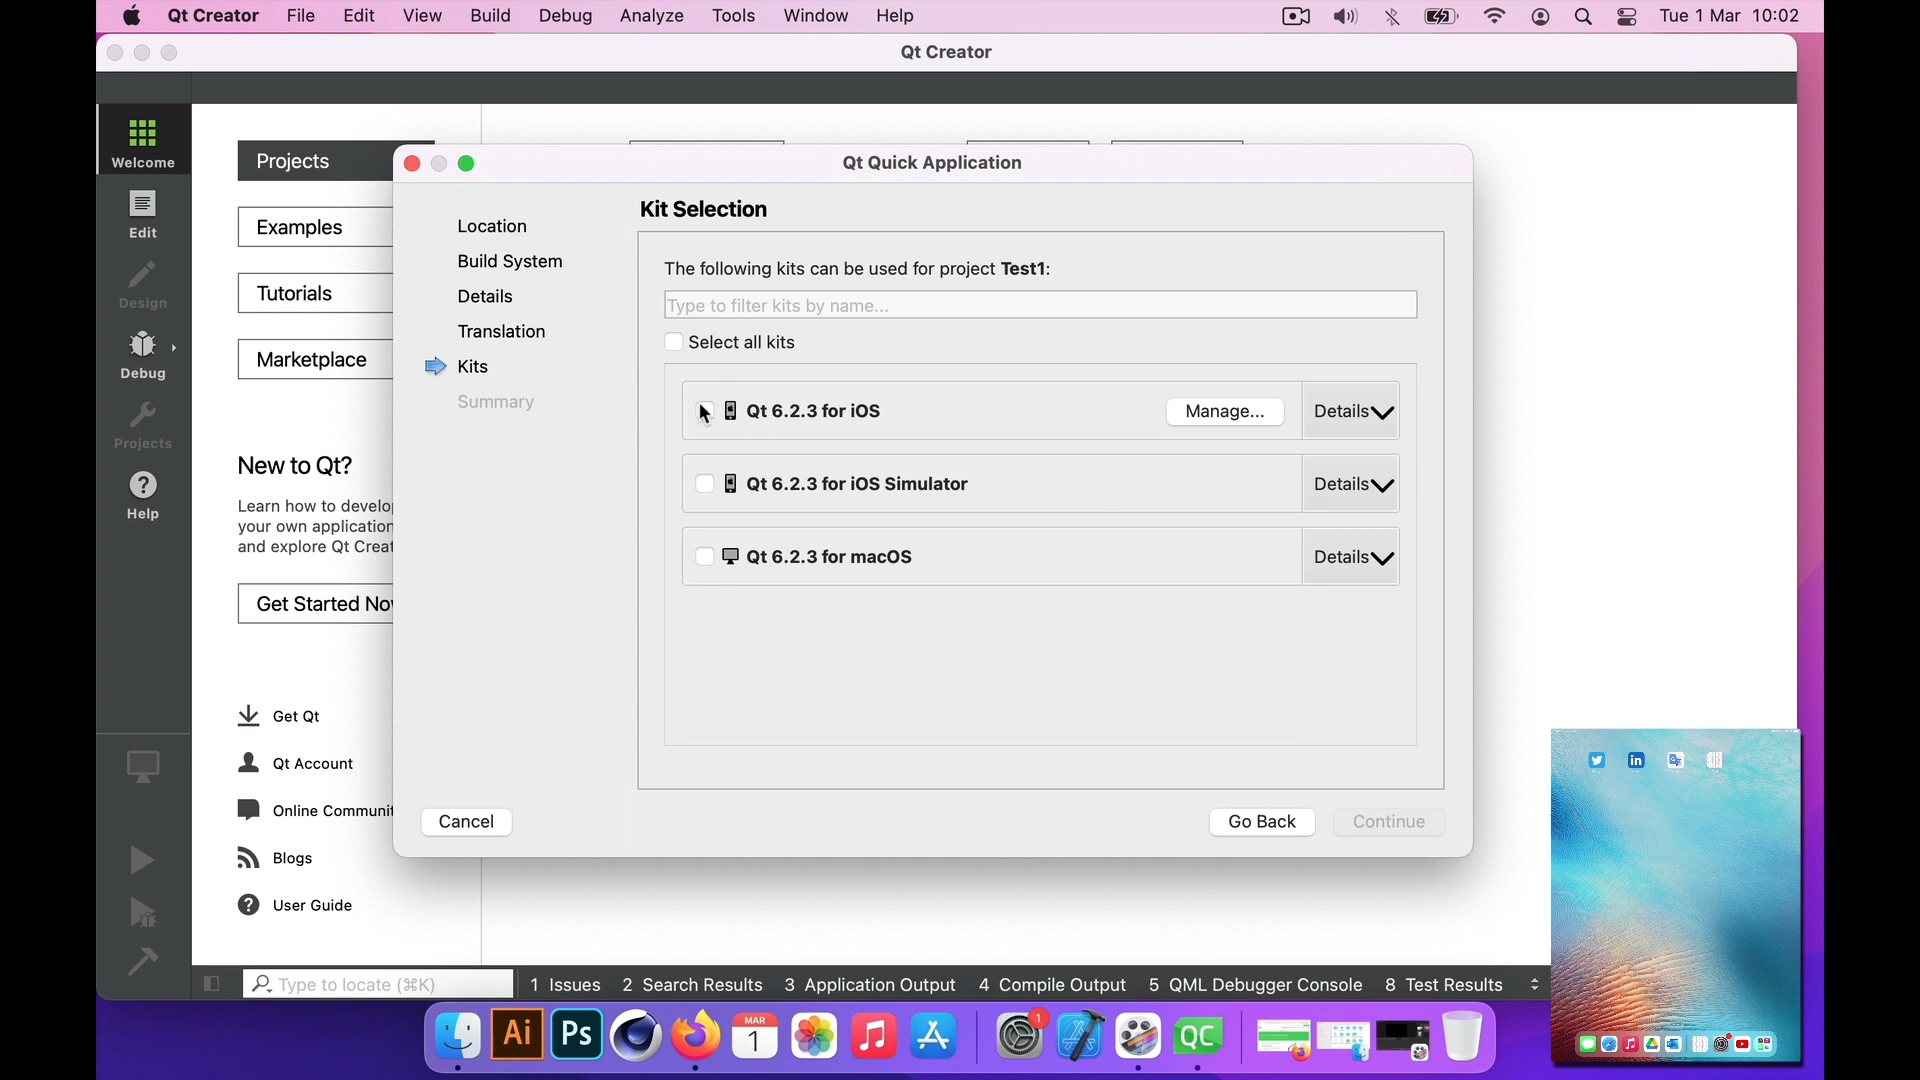 Qt Creator File Edit View Build Debug Analyze Tools Window Help Tue 1 Mar 10:02
Qt Creator
Welcome
Edit
Design
Debug
Projects
Help
Projects
Examples
Tutorials
Marketplace
New to Qt?
Learn how to develo
your own application
and explore Qt Creat
Get Started Nov
Get Qt
Qt Account
Online Communit
Blogs
User Guide
Qt Quick Application
Location
Build System
Details
Translation
Kits
Summary
Kit Selection
The following kits can be used for project Test1:
Type to filter kits by name...
Select all kits
Qt 6.2.3 for iOS Manage... Details
Qt 6.2.3 for iOS Simulator Details
Qt 6.2.3 for macOS Details
Cancel Go Back Continue
Type to locate (⌘K) 1 Issues 2 Search Results 3 Application Output 4 Compile Output 5 QML Debugger Console 8 Test Results
Ai Ps MAR 1 1 QC
in